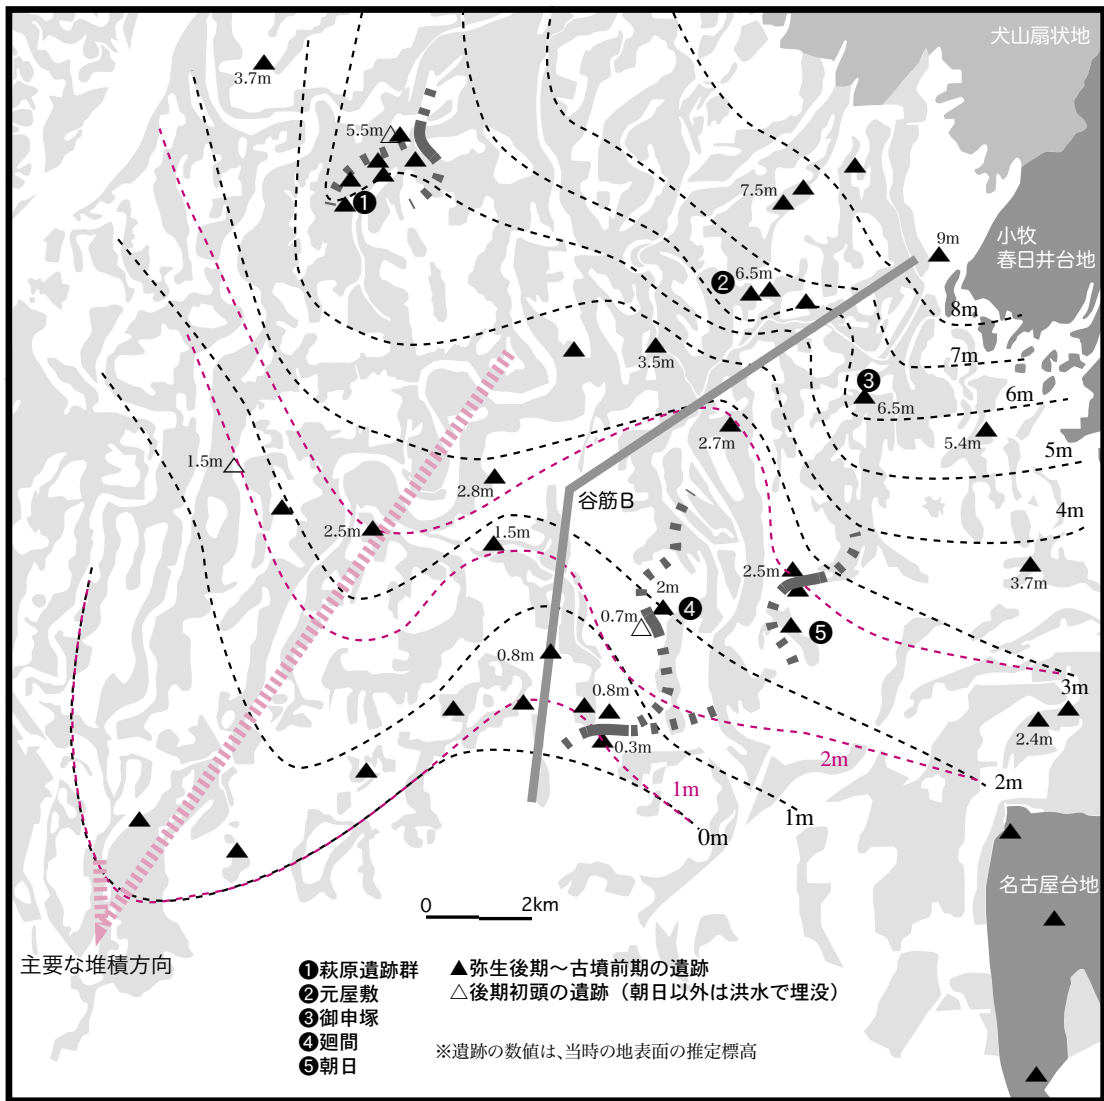 犬山扇状地
3.7m
5.5m
7.5m
小牧
春日井台地
9m
❶
❷
6.5m
8m
7m
3.5m
❸
6.5m
6m
2.7m
5.4m
5m
1.5m
2.8m
谷筋B
4m
2.5m
1.5m
2.5m
3.7m
2m
❹
0.7m
❺
0.8m
3m
0.8m
2.4m
0.3m
2m
1m
2m
1m
0m
名古屋台地
0 2km
主要な堆積方向
❶萩原遺跡群
❷元屋敷
❸御申塚
❹廻間
❺朝日
▲弥生後期〜古墳前期の遺跡
△後期初頭の遺跡（朝日以外は洪水で埋没）
※遺跡の数値は、当時の地表面の推定標高